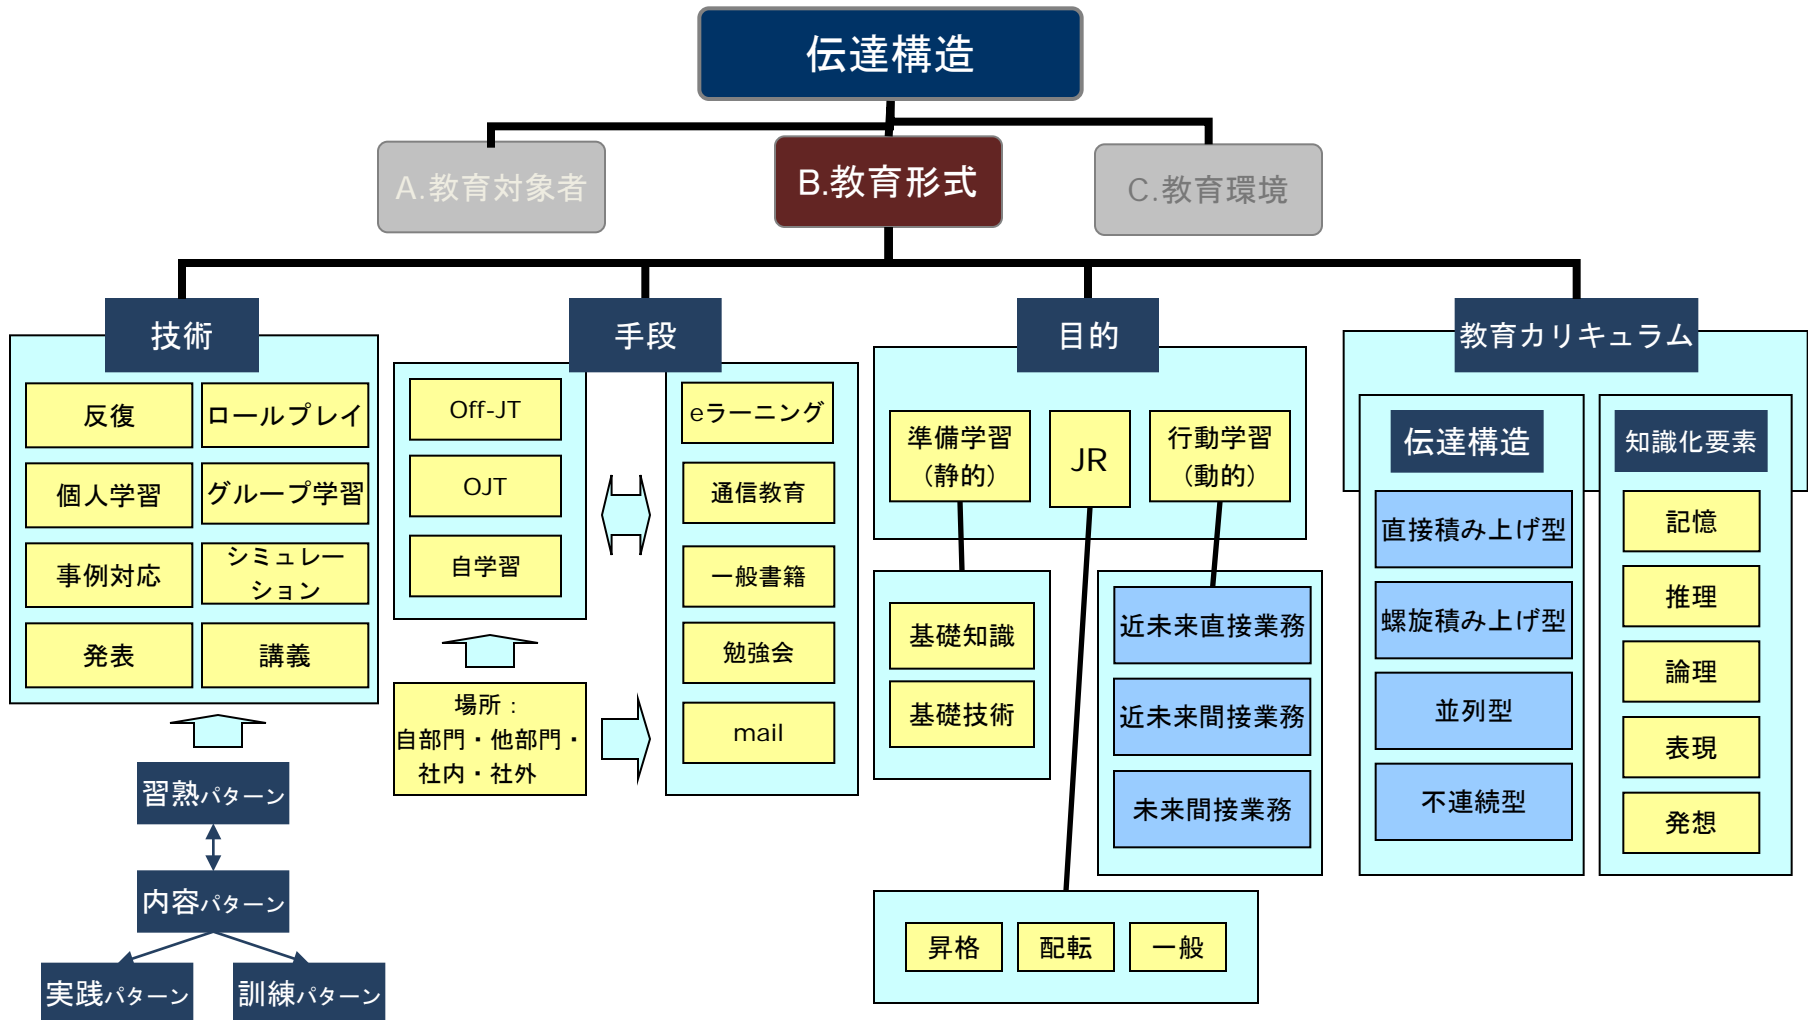 伝達構造
A.教育対象者
B.教育形式
C.教育環境
技術
反復
ロールプレイ
個人学習
グループ学習
事例対応
シミュレー
ション
発表
講義
習熟パターン
内容パターン
実践パターン
訓練パターン
手段
Off-JT
OJT
自学習
場所：
自部門・他部門・
社内・社外
eラーニング
通信教育
一般書籍
勉強会
mail
目的
準備学習
（静的）
JR
行動学習
（動的）
基礎知識
基礎技術
近未来直接業務
近未来間接業務
未来間接業務
昇格
配転
一般
教育カリキュラム
伝達構造
直接積み上げ型
螺旋積み上げ型
並列型
不連続型
知識化要素
記憶
推理
論理
表現
発想